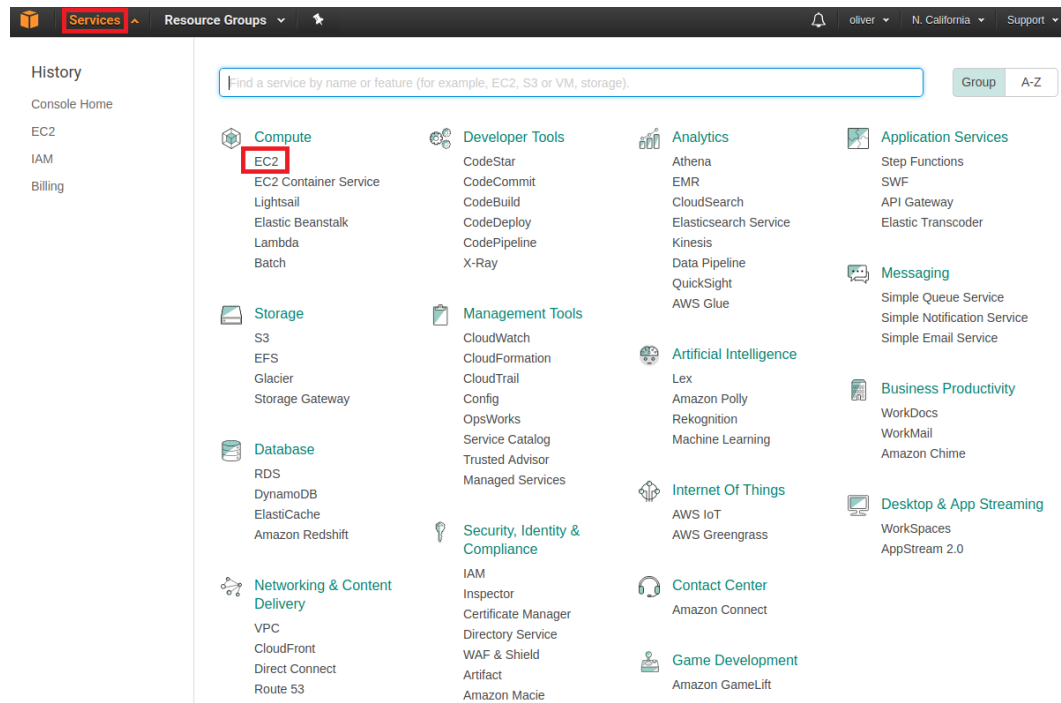 Services
Resource Groups
oliver
N. California
Support
History
Console Home
EC2
IAM
Billing
Find a service by name or feature (for example, EC2, S3 or VM, storage).
Group
A-Z
Compute
EC2
EC2 Container Service
Lightsail
Elastic Beanstalk
Lambda
Batch
Storage
S3
EFS
Glacier
Storage Gateway
Database
RDS
DynamoDB
ElastiCache
Amazon Redshift
Networking & Content
Delivery
VPC
CloudFront
Direct Connect
Route 53
Developer Tools
CodeStar
CodeCommit
CodeBuild
CodeDeploy
CodePipeline
X-Ray
Management Tools
CloudWatch
CloudFormation
CloudTrail
Config
OpsWorks
Service Catalog
Trusted Advisor
Managed Services
Security, Identity &
Compliance
IAM
Inspector
Certificate Manager
Directory Service
WAF & Shield
Artifact
Amazon Macie
Analytics
Athena
EMR
CloudSearch
Elasticsearch Service
Kinesis
Data Pipeline
QuickSight
AWS Glue
Artificial Intelligence
Lex
Amazon Polly
Rekognition
Machine Learning
Internet Of Things
AWS IoT
AWS Greengrass
Contact Center
Amazon Connect
Game Development
Amazon GameLift
Application Services
Step Functions
SWF
API Gateway
Elastic Transcoder
Messaging
Simple Queue Service
Simple Notification Service
Simple Email Service
Business Productivity
WorkDocs
WorkMail
Amazon Chime
Desktop & App Streaming
WorkSpaces
AppStream 2.0